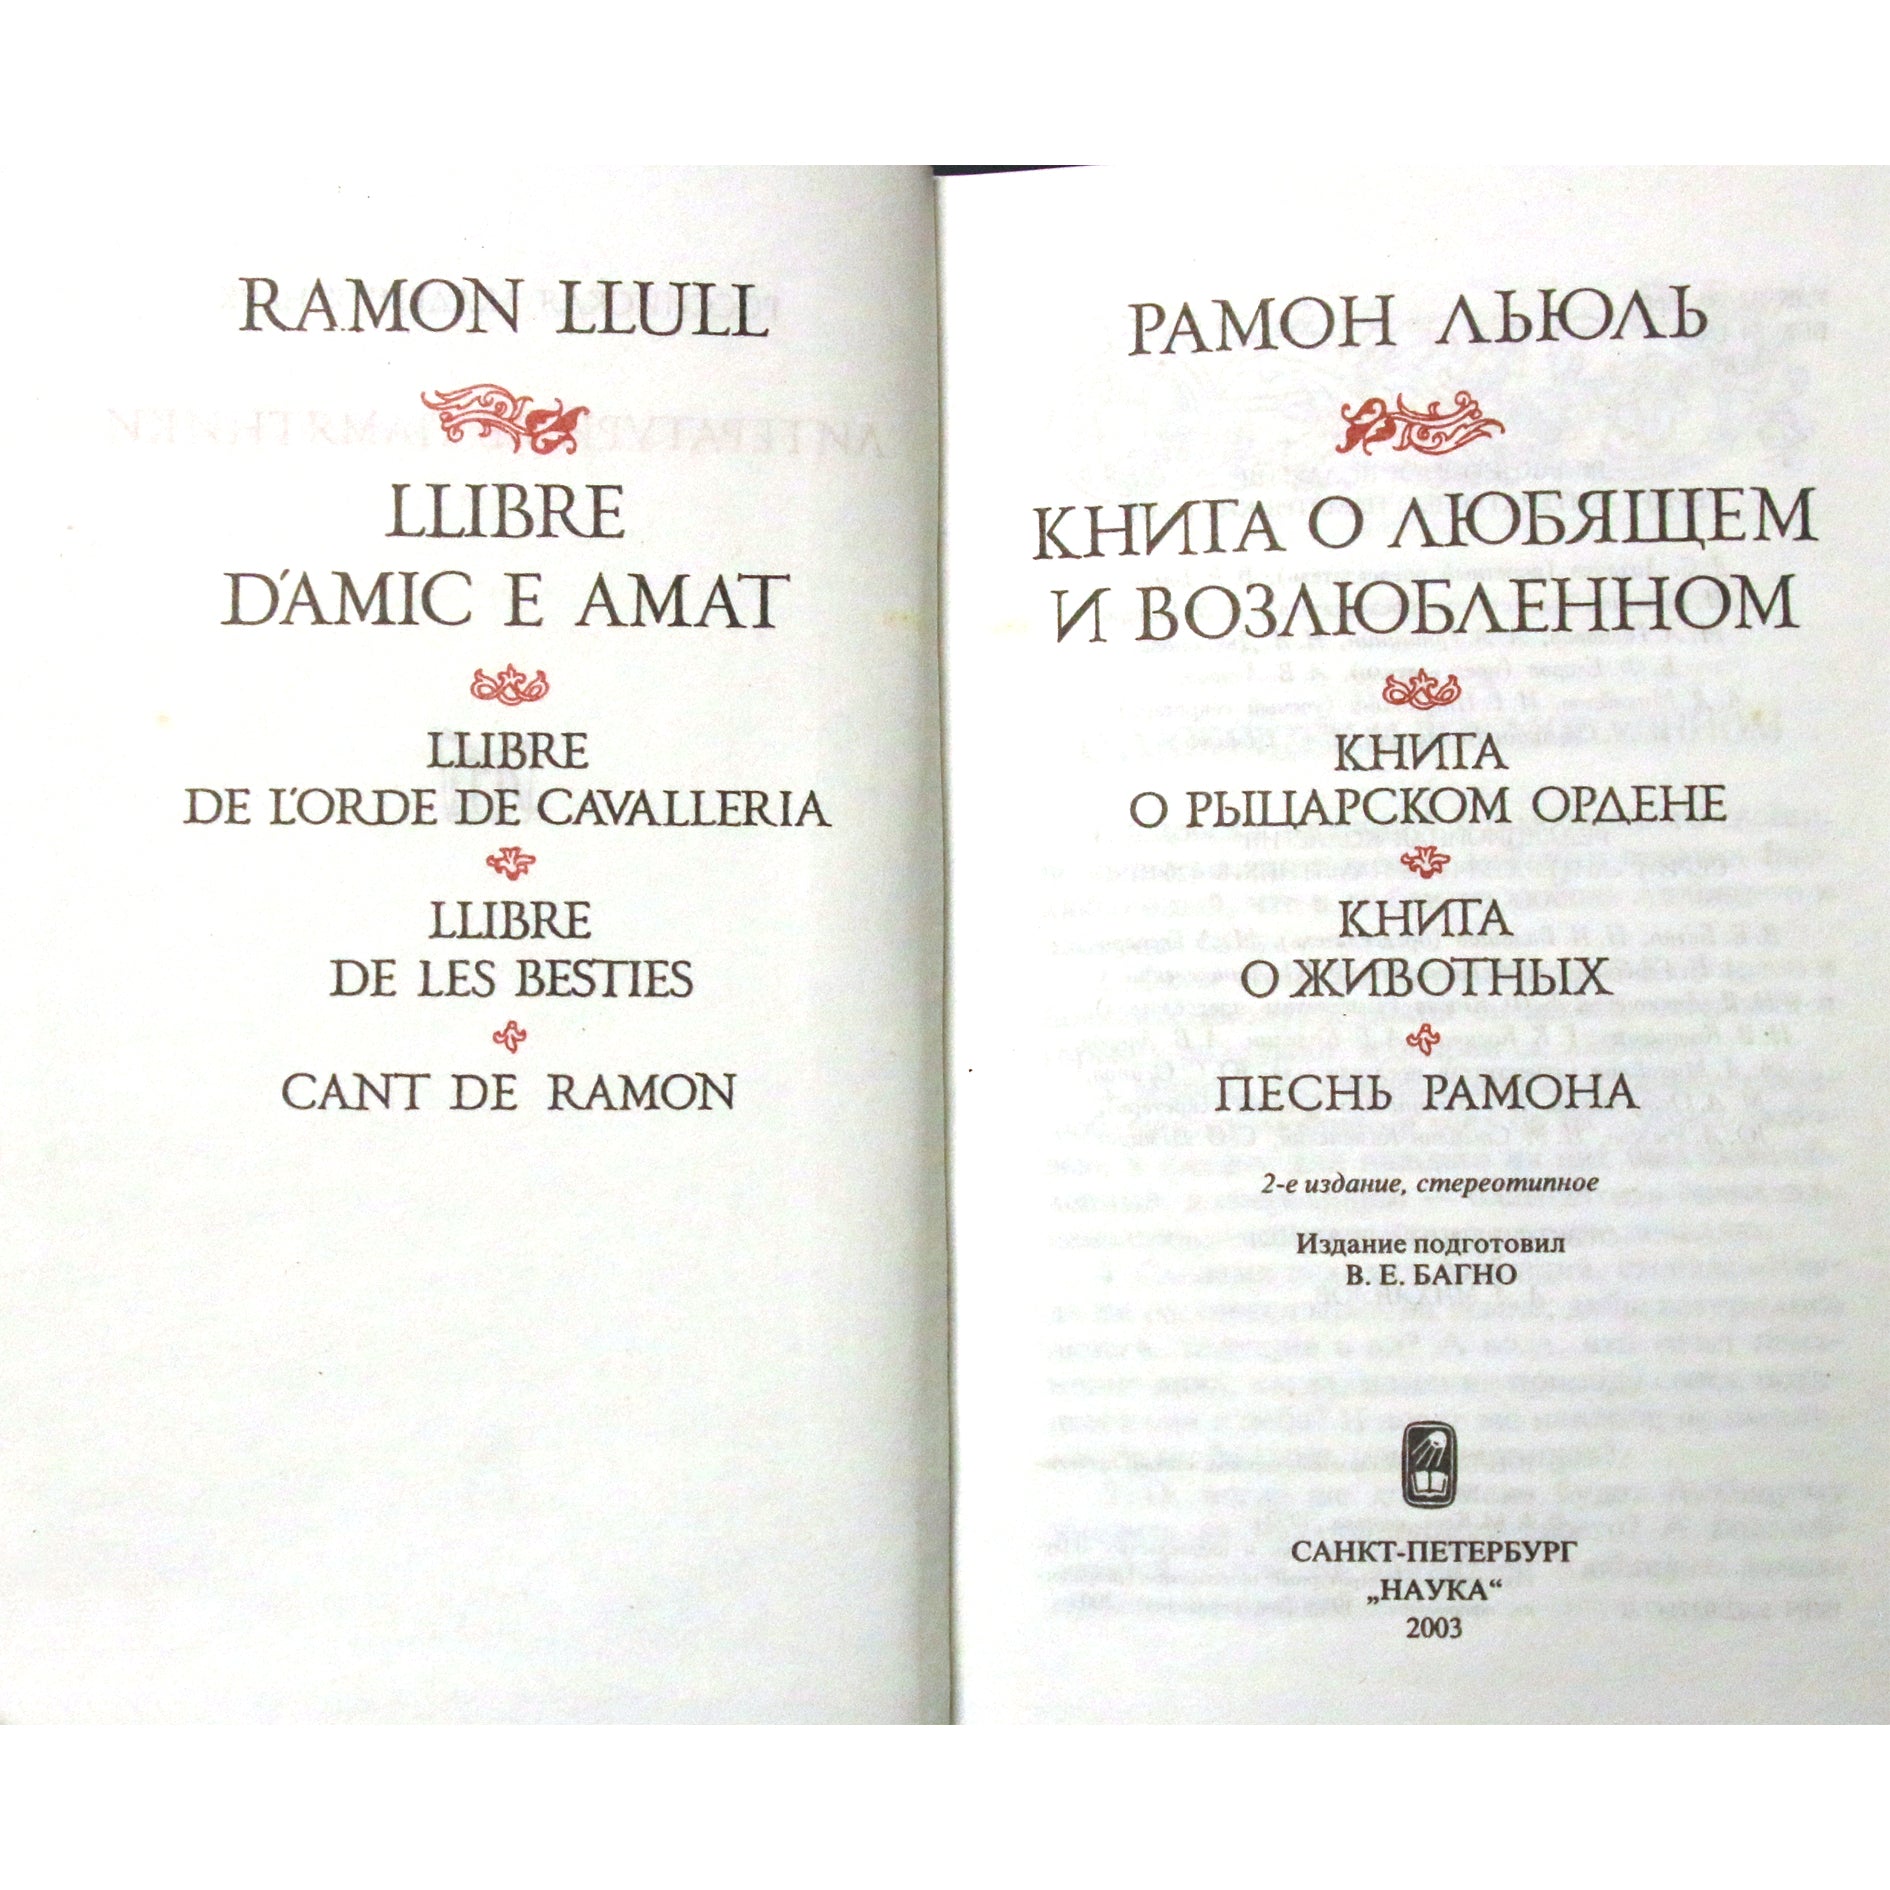 RAMON LLULL
LLIBRE
D'AMIC E AMAT
LLIBRE
DE L'ORDE DE CAVALLERIA
LLIBRE
DE LES BESTIES
CANT DE RAMON
РАМОН ЛЬЮЛЬ
КНИГА О ЛЮБЯЩЕМ
И ВОЗЛЮБЛЕННОМ
КНИГА
О РЫЦАРСКОМ ОРДЕНЕ
КНИГА
О ЖИВОТНЫХ
ПЕСНЬ РАМОНА
2-е издание, стереотипное
Издание подготовил
В. Е. БАГНО
САНКТ-ПЕТЕРБУРГ
„НАУКА“
2003